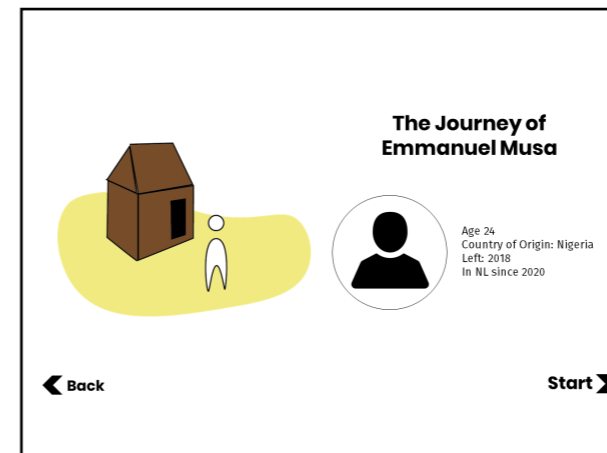 The Journey of
Emmanuel Musa
Age 24
Country of Origin: Nigeria
Left: 2018
In NL since 2020
Back
Start